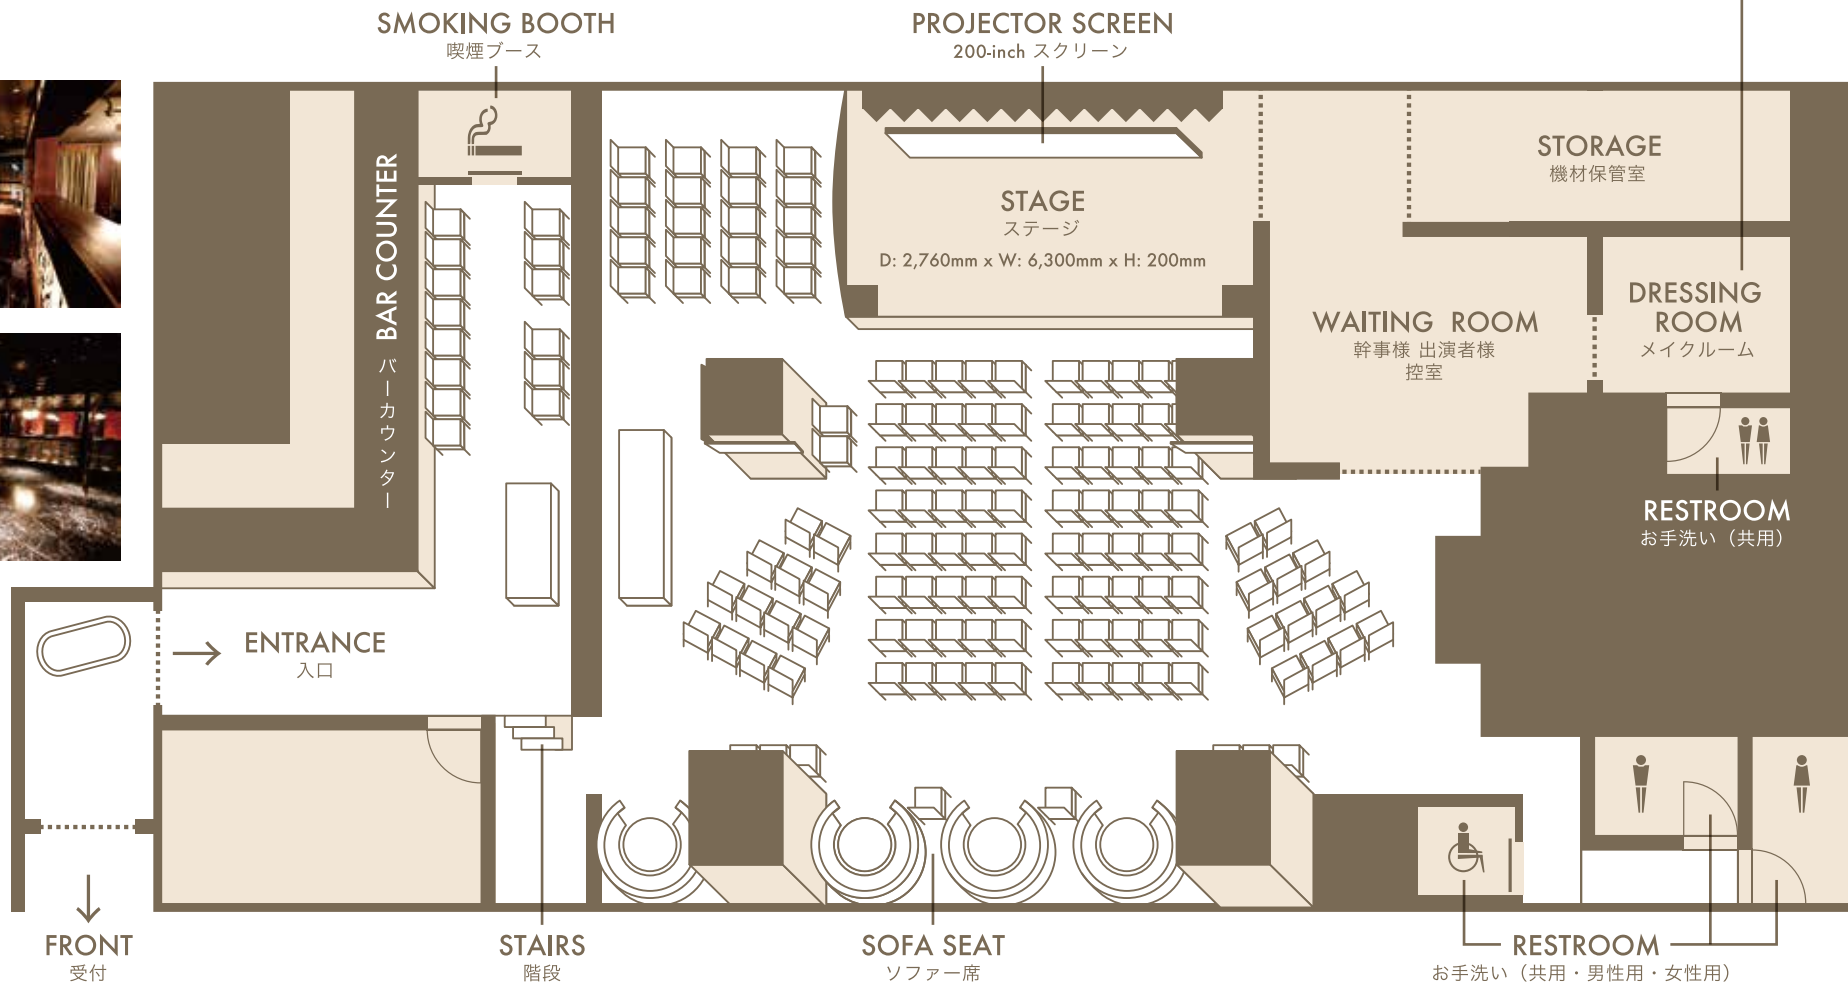 SMOKING BOOTH
喫煙ブース
PROJECTOR SCREEN
200-inch スクリーン
BAR COUNTER
バーカウンター
STAGE
ステージ
D: 2,760mm x W: 6,300mm x H: 200mm
STORAGE
機材保管室
WAITING ROOM
幹事様 出演者様
控室
DRESSING
ROOM
メイクルーム
RESTROOM
お手洗い（共用）
ENTRANCE
入口
FRONT
受付
STAIRS
階段
SOFA SEAT
ソファー席
RESTROOM
お手洗い（共用・男性用・女性用）